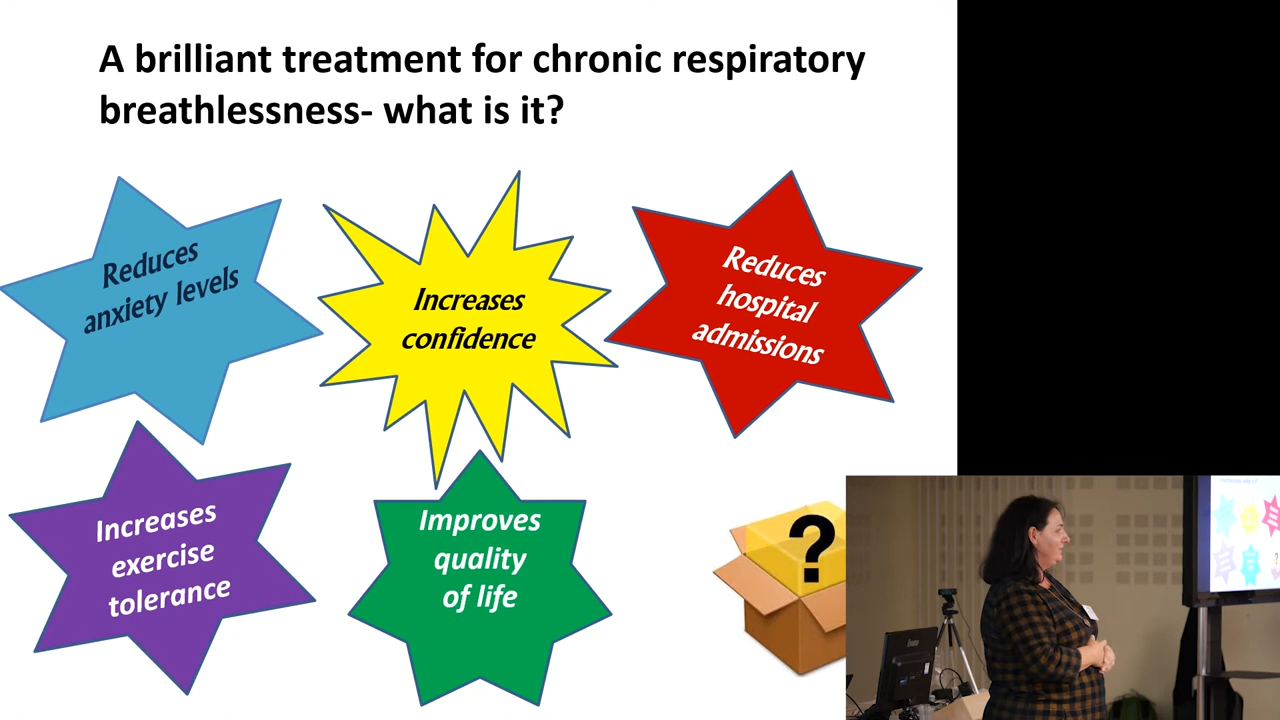 A brilliant treatment for chronic respiratory
breathlessness- what is it?
Reduces
anxiety levels
Increases
confidence
Reduces
hospital
admissions
Increases
exercise
tolerance
Improves
quality
of life
?